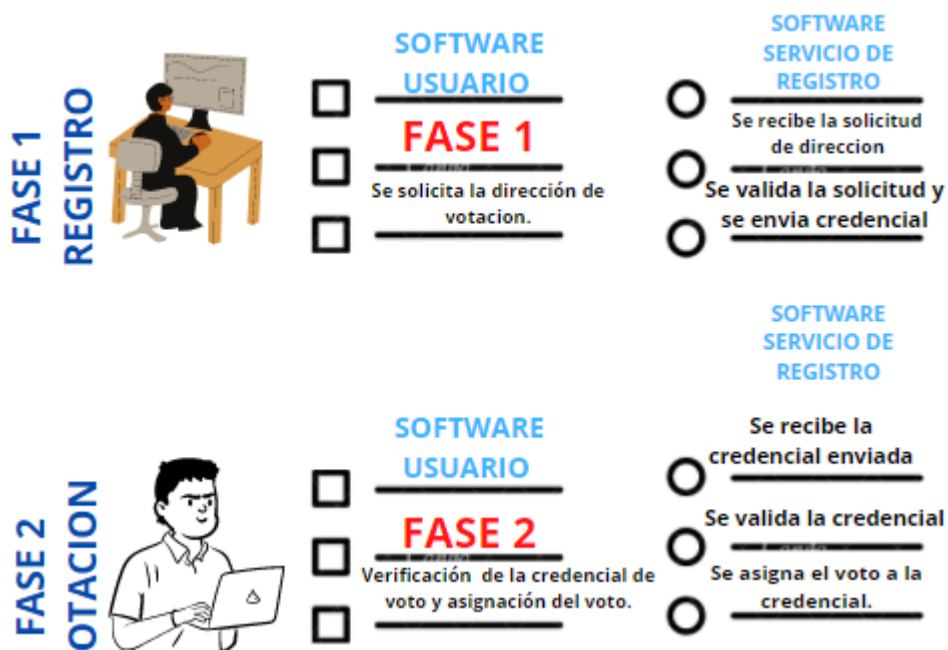 FASE 1
REGISTRO
SOFTWARE
USUARIO
FASE 1
Se solicita la dirección de
votacion.
SOFTWARE
SERVICIO DE
REGISTRO
Se recibe la solicitud
de direccion
Se valida la solicitud y
se envia credencial
FASE 2
OTACION
SOFTWARE
USUARIO
FASE 2
Verificación de la credencial de
voto y asignación del voto.
SOFTWARE
SERVICIO DE
REGISTRO
Se recibe la
credencial enviada
Se valida la credencial
Se asigna el voto a la
credencial.